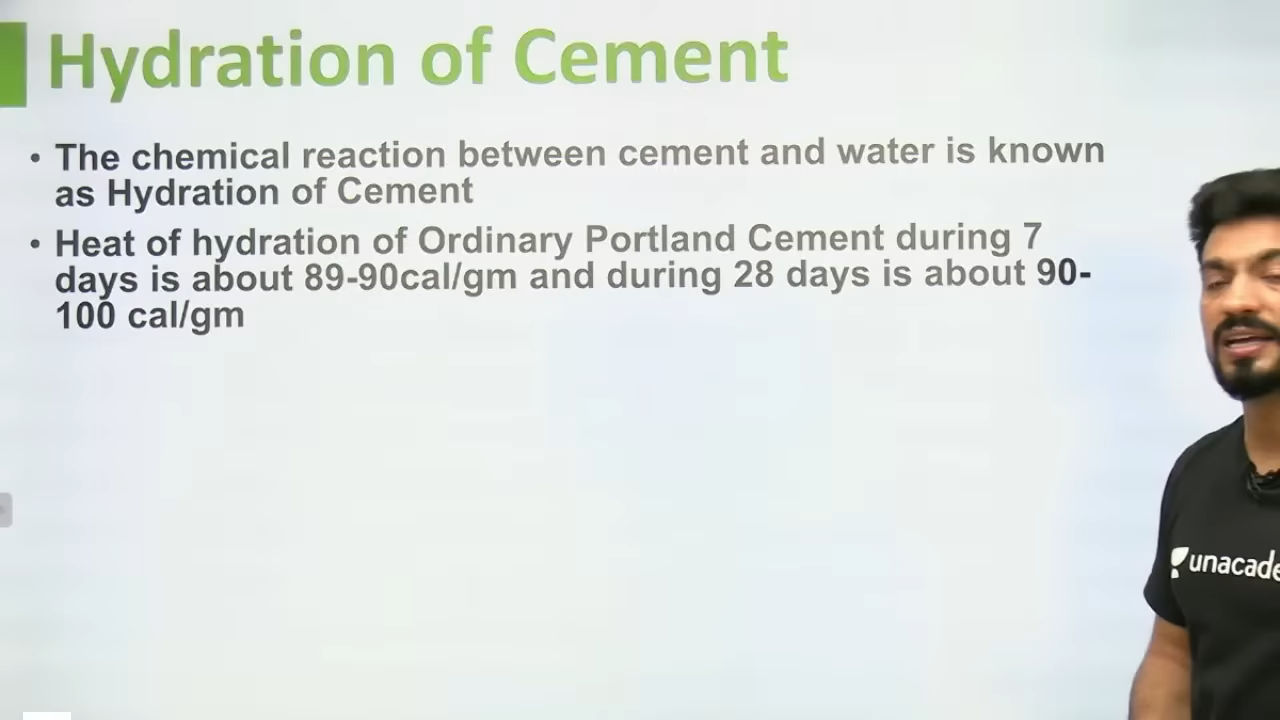 Hydration of Cement
• The chemical reaction between cement and water is known
as Hydration of Cement
• Heat of hydration of Ordinary Portland Cement during 7
days is about 89-90cal/gm and during 28 days is about 90-
100 cal/gm
unacade